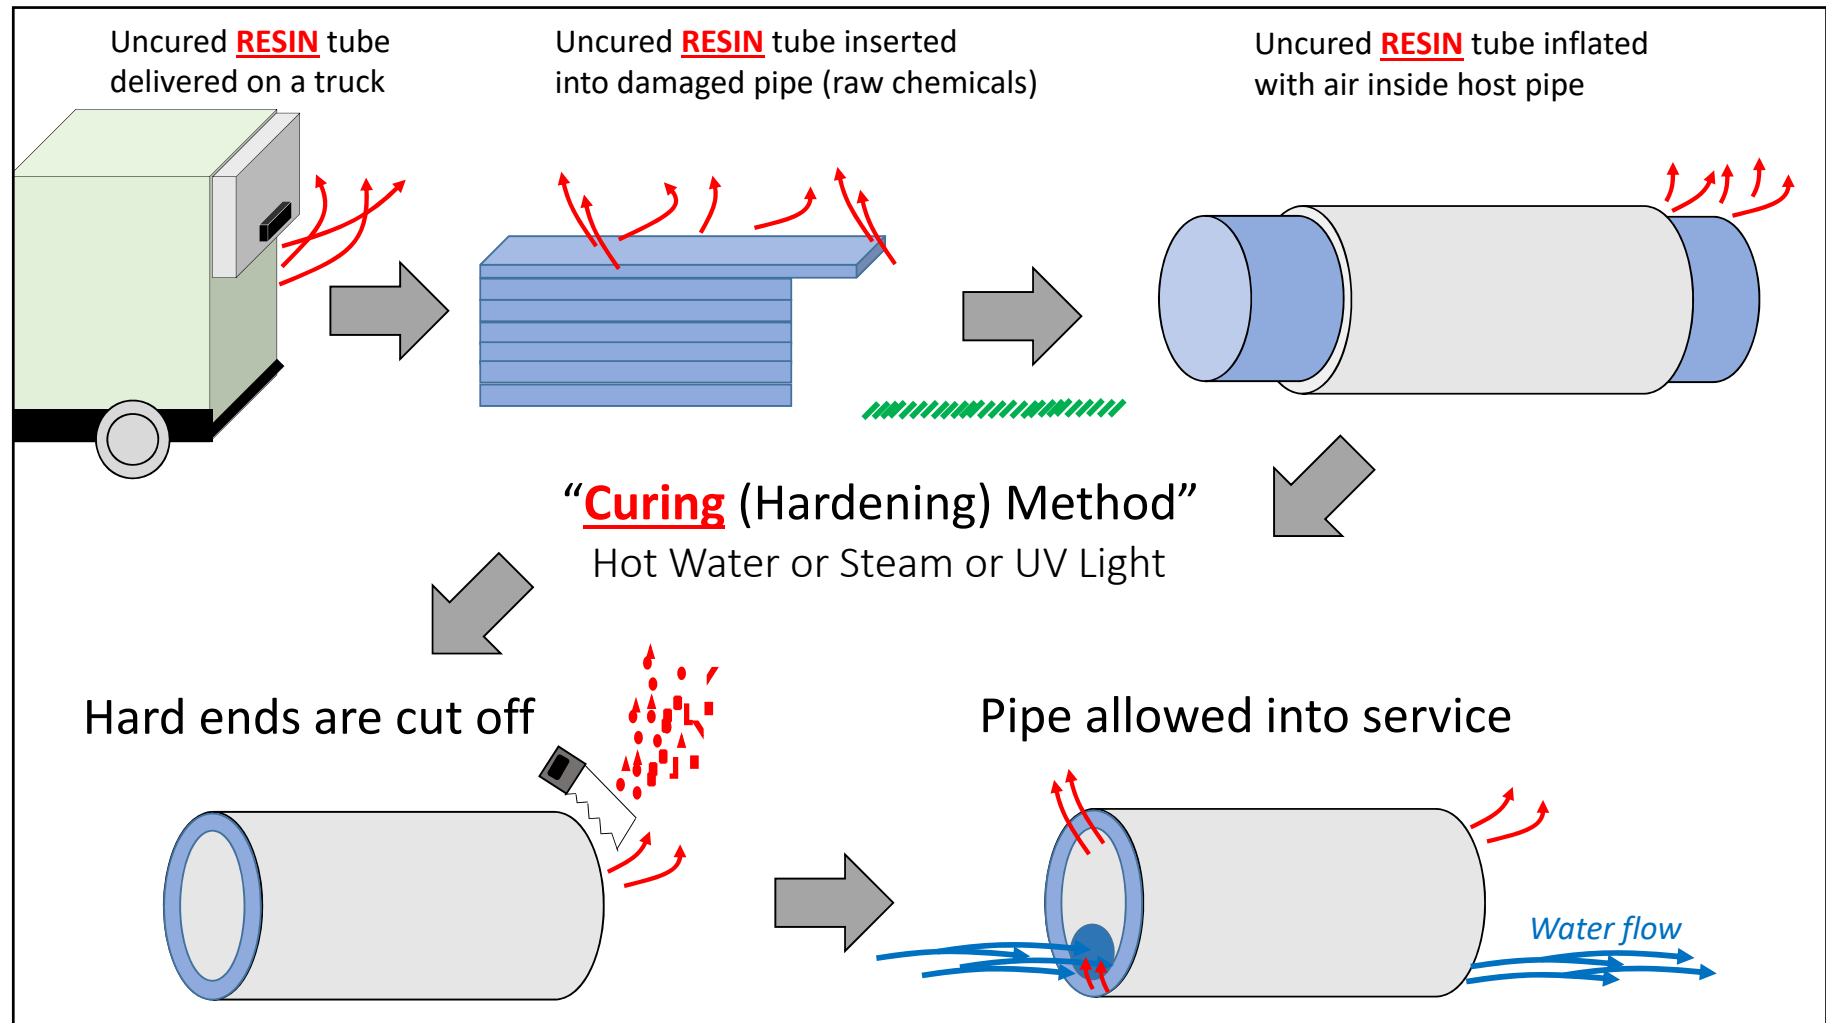 Uncured RESIN tube
delivered on a truck
Uncured RESIN tube inserted
into damaged pipe (raw chemicals)
Uncured RESIN tube inflated
with air inside host pipe
“Curing (Hardening) Method”
Hot Water or Steam or UV Light
Hard ends are cut off
Pipe allowed into service
Water flow